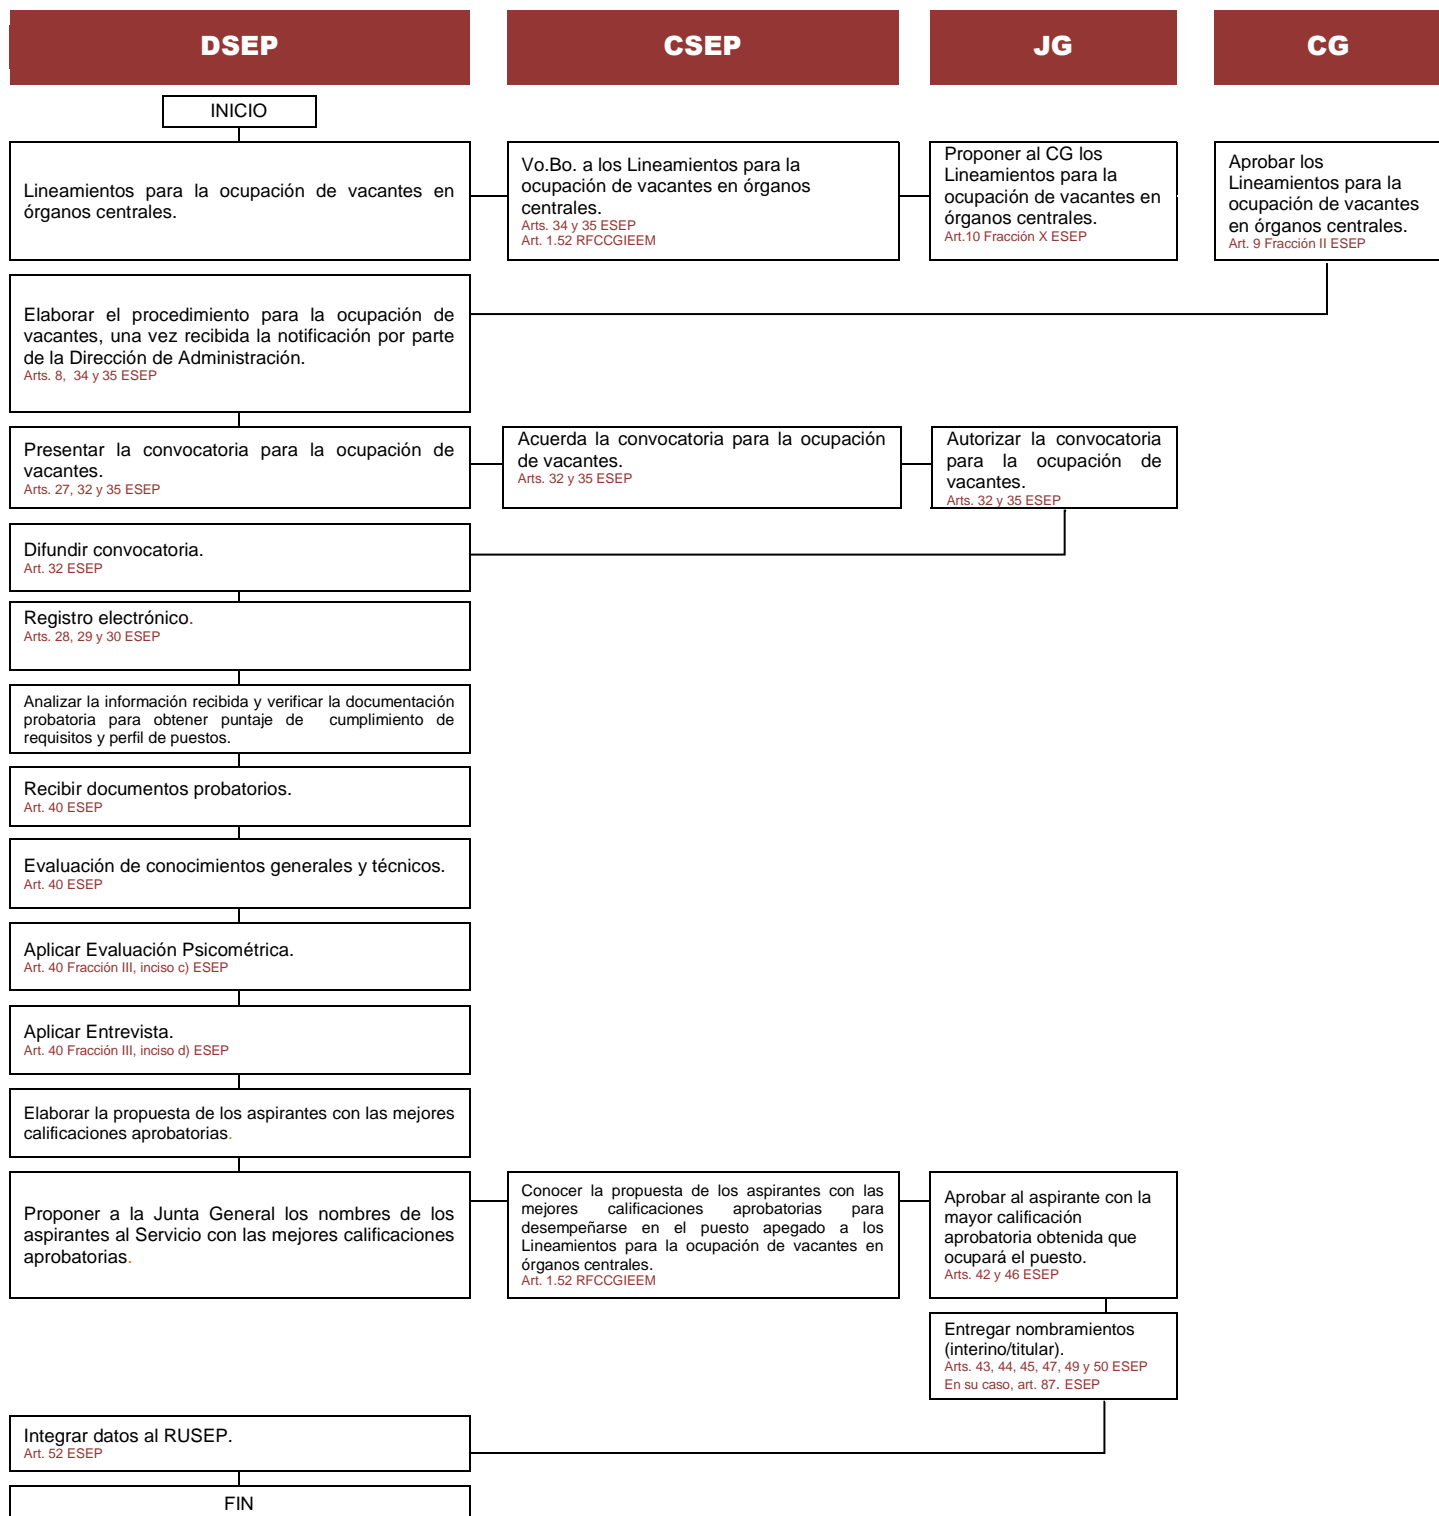 DSEP
CSEP
JG
CG
INICIO
Lineamientos para la ocupación de vacantes en
órganos centrales.
Vo.Bo. a los Lineamientos para la
ocupación de vacantes en órganos
centrales.
Arts. 34 y 35 ESEP
Art. 1.52 RFCCGIEEM
Proponer al CG los
Lineamientos para la
ocupación de vacantes en
órganos centrales.
Art.10 Fracción X ESEP
Aprobar los
Lineamientos para la
ocupación de vacantes
en órganos centrales.
Art. 9 Fracción II ESEP
Elaborar el procedimiento para la ocupación de
vacantes, una vez recibida la notificación por parte
de la Dirección de Administración.
Arts. 8, 34 y 35 ESEP
Presentar la convocatoria para la ocupación de
vacantes.
Arts. 27, 32 y 35 ESEP
Acuerda la convocatoria para la ocupación
de vacantes.
Arts. 32 y 35 ESEP
Autorizar la convocatoria
para la ocupación de
vacantes.
Arts. 32 y 35 ESEP
Difundir convocatoria.
Art. 32 ESEP
Registro electrónico.
Arts. 28, 29 y 30 ESEP
Analizar la información recibida y verificar la documentación
probatoria para obtener puntaje de cumplimiento de
requisitos y perfil de puestos.
Recibir documentos probatorios.
Art. 40 ESEP
Evaluación de conocimientos generales y técnicos.
Art. 40 ESEP
Aplicar Evaluación Psicométrica.
Art. 40 Fracción III, inciso c) ESEP
Aplicar Entrevista.
Art. 40 Fracción III, inciso d) ESEP
Elaborar la propuesta de los aspirantes con las mejores
calificaciones aprobatorias.
Proponer a la Junta General los nombres de los
aspirantes al Servicio con las mejores calificaciones
aprobatorias.
Conocer la propuesta de los aspirantes con las
mejores calificaciones aprobatorias para
desempeñarse en el puesto apegado a los
Lineamientos para la ocupación de vacantes en
órganos centrales.
Art. 1.52 RFCCGIEEM
Aprobar al aspirante con la
mayor calificación
aprobatoria obtenida que
ocupará el puesto.
Arts. 42 y 46 ESEP
Entregar nombramientos
(interino/titular).
Arts. 43, 44, 45, 47, 49 y 50 ESEP
En su caso, art. 87. ESEP
Integrar datos al RUSEP.
Art. 52 ESEP
FIN